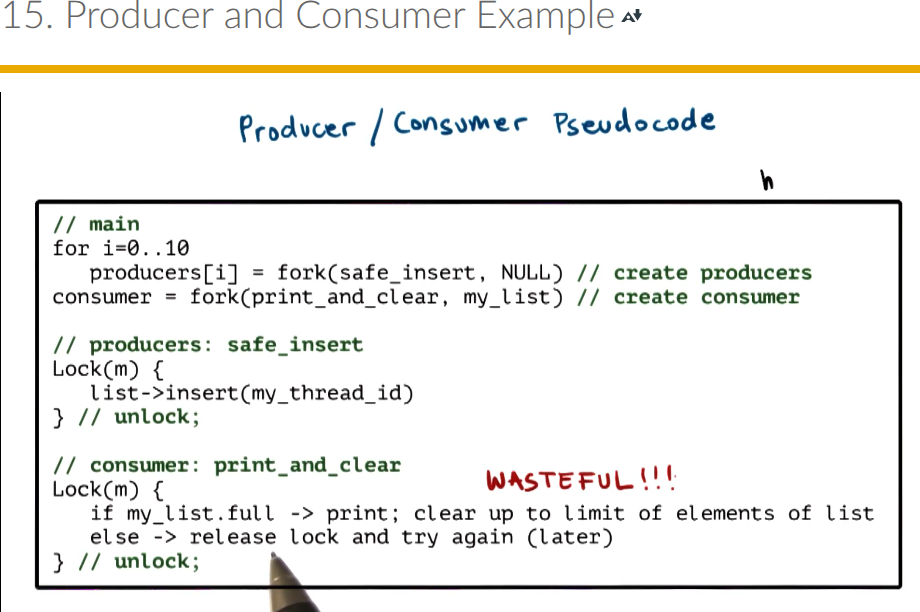 15. Producer and Consumer Example
Producer / Consumer Pseudocode
h
// main
for i=0..10
producers[i] = fork(safe_insert, NULL) // create producers
consumer = fork(print_and_clear, my_list) // create consumer
// producers: safe_insert
Lock(m) {
list->insert(my_thread_id)
} // unlock;
// consumer: print_and_clear
WASTEFUL!!!
Lock(m) {
if my_list.full -> print; clear up to limit of elements of list
else -> release lock and try again (later)
} // unlock;